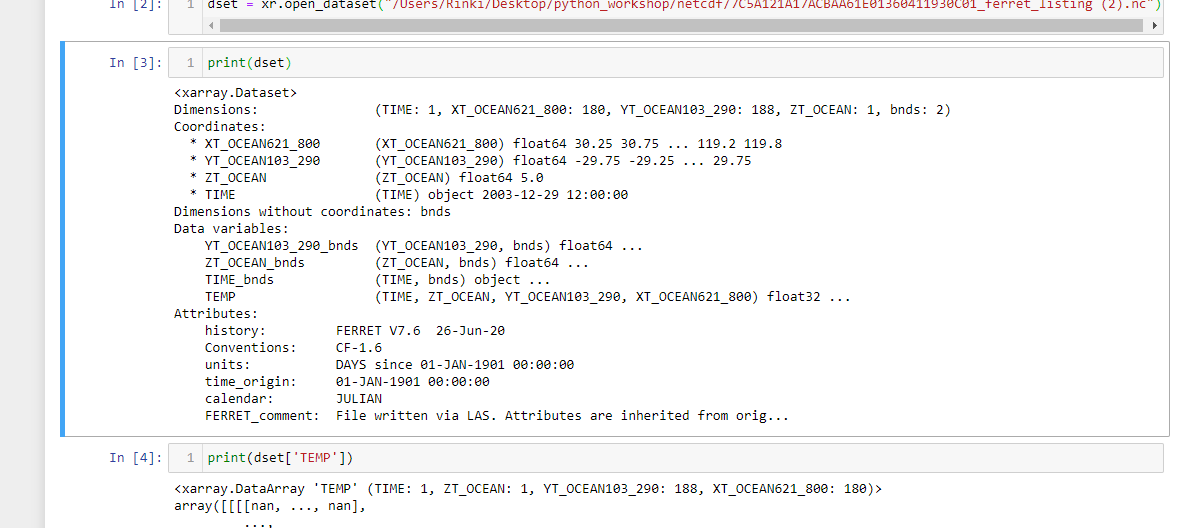 In [2]: 1 dset = xr.open_dataset("/Users/Rinki/Desktop/python_workshop/netcdf/7C5A121A17ACBAA61E01360411930C01_ferret_listing (2).nc")
In [3]: 1 print(dset)
<xarray.Dataset>
Dimensions: (TIME: 1, XT_OCEAN621_800: 180, YT_OCEAN103_290: 188, ZT_OCEAN: 1, bnds: 2)
Coordinates:
* XT_OCEAN621_800 (XT_OCEAN621_800) float64 30.25 30.75 ... 119.2 119.8
* YT_OCEAN103_290 (YT_OCEAN103_290) float64 -29.75 -29.25 ... 29.75
* ZT_OCEAN (ZT_OCEAN) float64 5.0
* TIME (TIME) object 2003-12-29 12:00:00
Dimensions without coordinates: bnds
Data variables:
YT_OCEAN103_290_bnds (YT_OCEAN103_290, bnds) float64 ...
ZT_OCEAN_bnds (ZT_OCEAN, bnds) float64 ...
TIME_bnds (TIME, bnds) object ...
TEMP (TIME, ZT_OCEAN, YT_OCEAN103_290, XT_OCEAN621_800) float32 ...
Attributes:
history: FERRET V7.6 26-Jun-20
Conventions: CF-1.6
units: DAYS since 01-JAN-1901 00:00:00
time_origin: 01-JAN-1901 00:00:00
calendar: JULIAN
FERRET_comment: File written via LAS. Attributes are inherited from orig...
In [4]: 1 print(dset['TEMP'])
<xarray.DataArray 'TEMP' (TIME: 1, ZT_OCEAN: 1, YT_OCEAN103_290: 188, XT_OCEAN621_800: 180)>
array([[[[nan, ..., nan],
...,